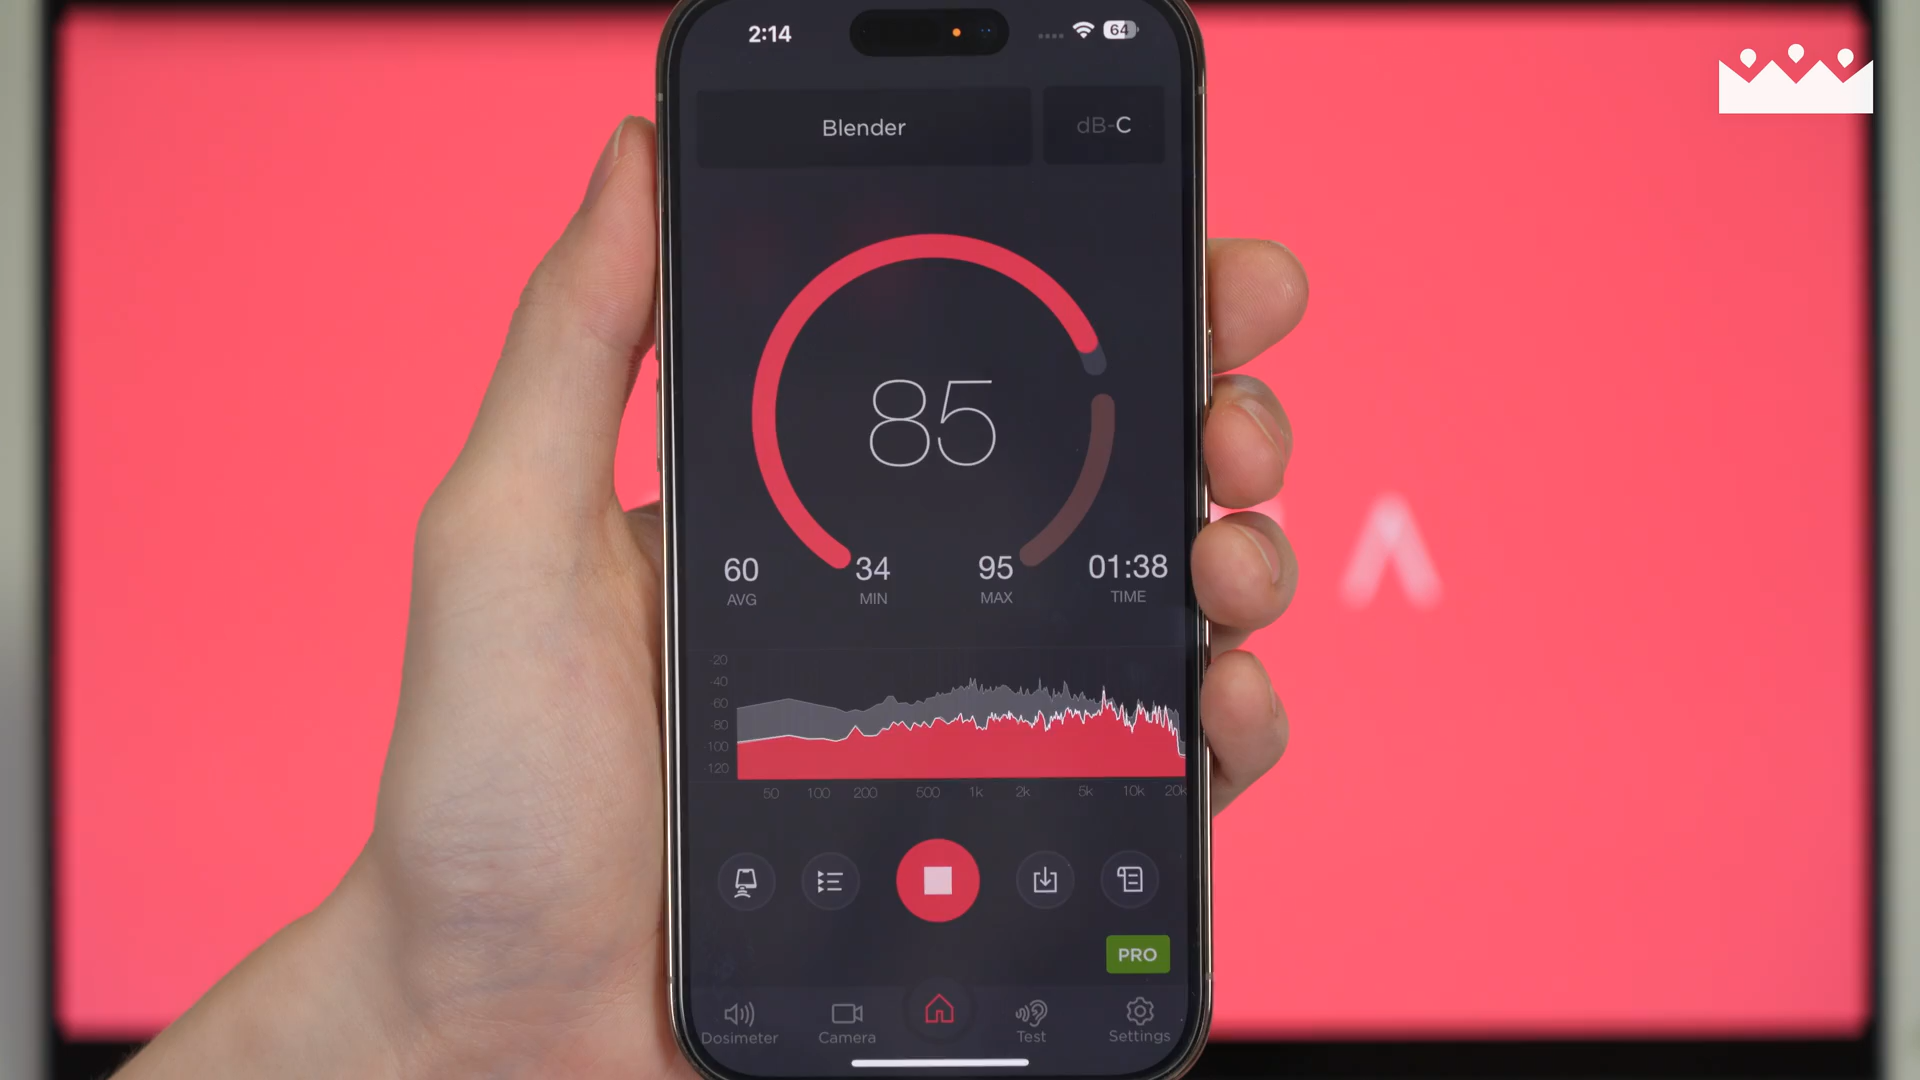 2:14
64
Blender
dB-C
85
60
34
95
01:38
AVG
MIN
MAX
TIME
-20
-40
60
-80
-100
-120
50 100 200 500 1k 2k 5k 10k 20k
PRO
Dosimeter
Camera
Test
Settings